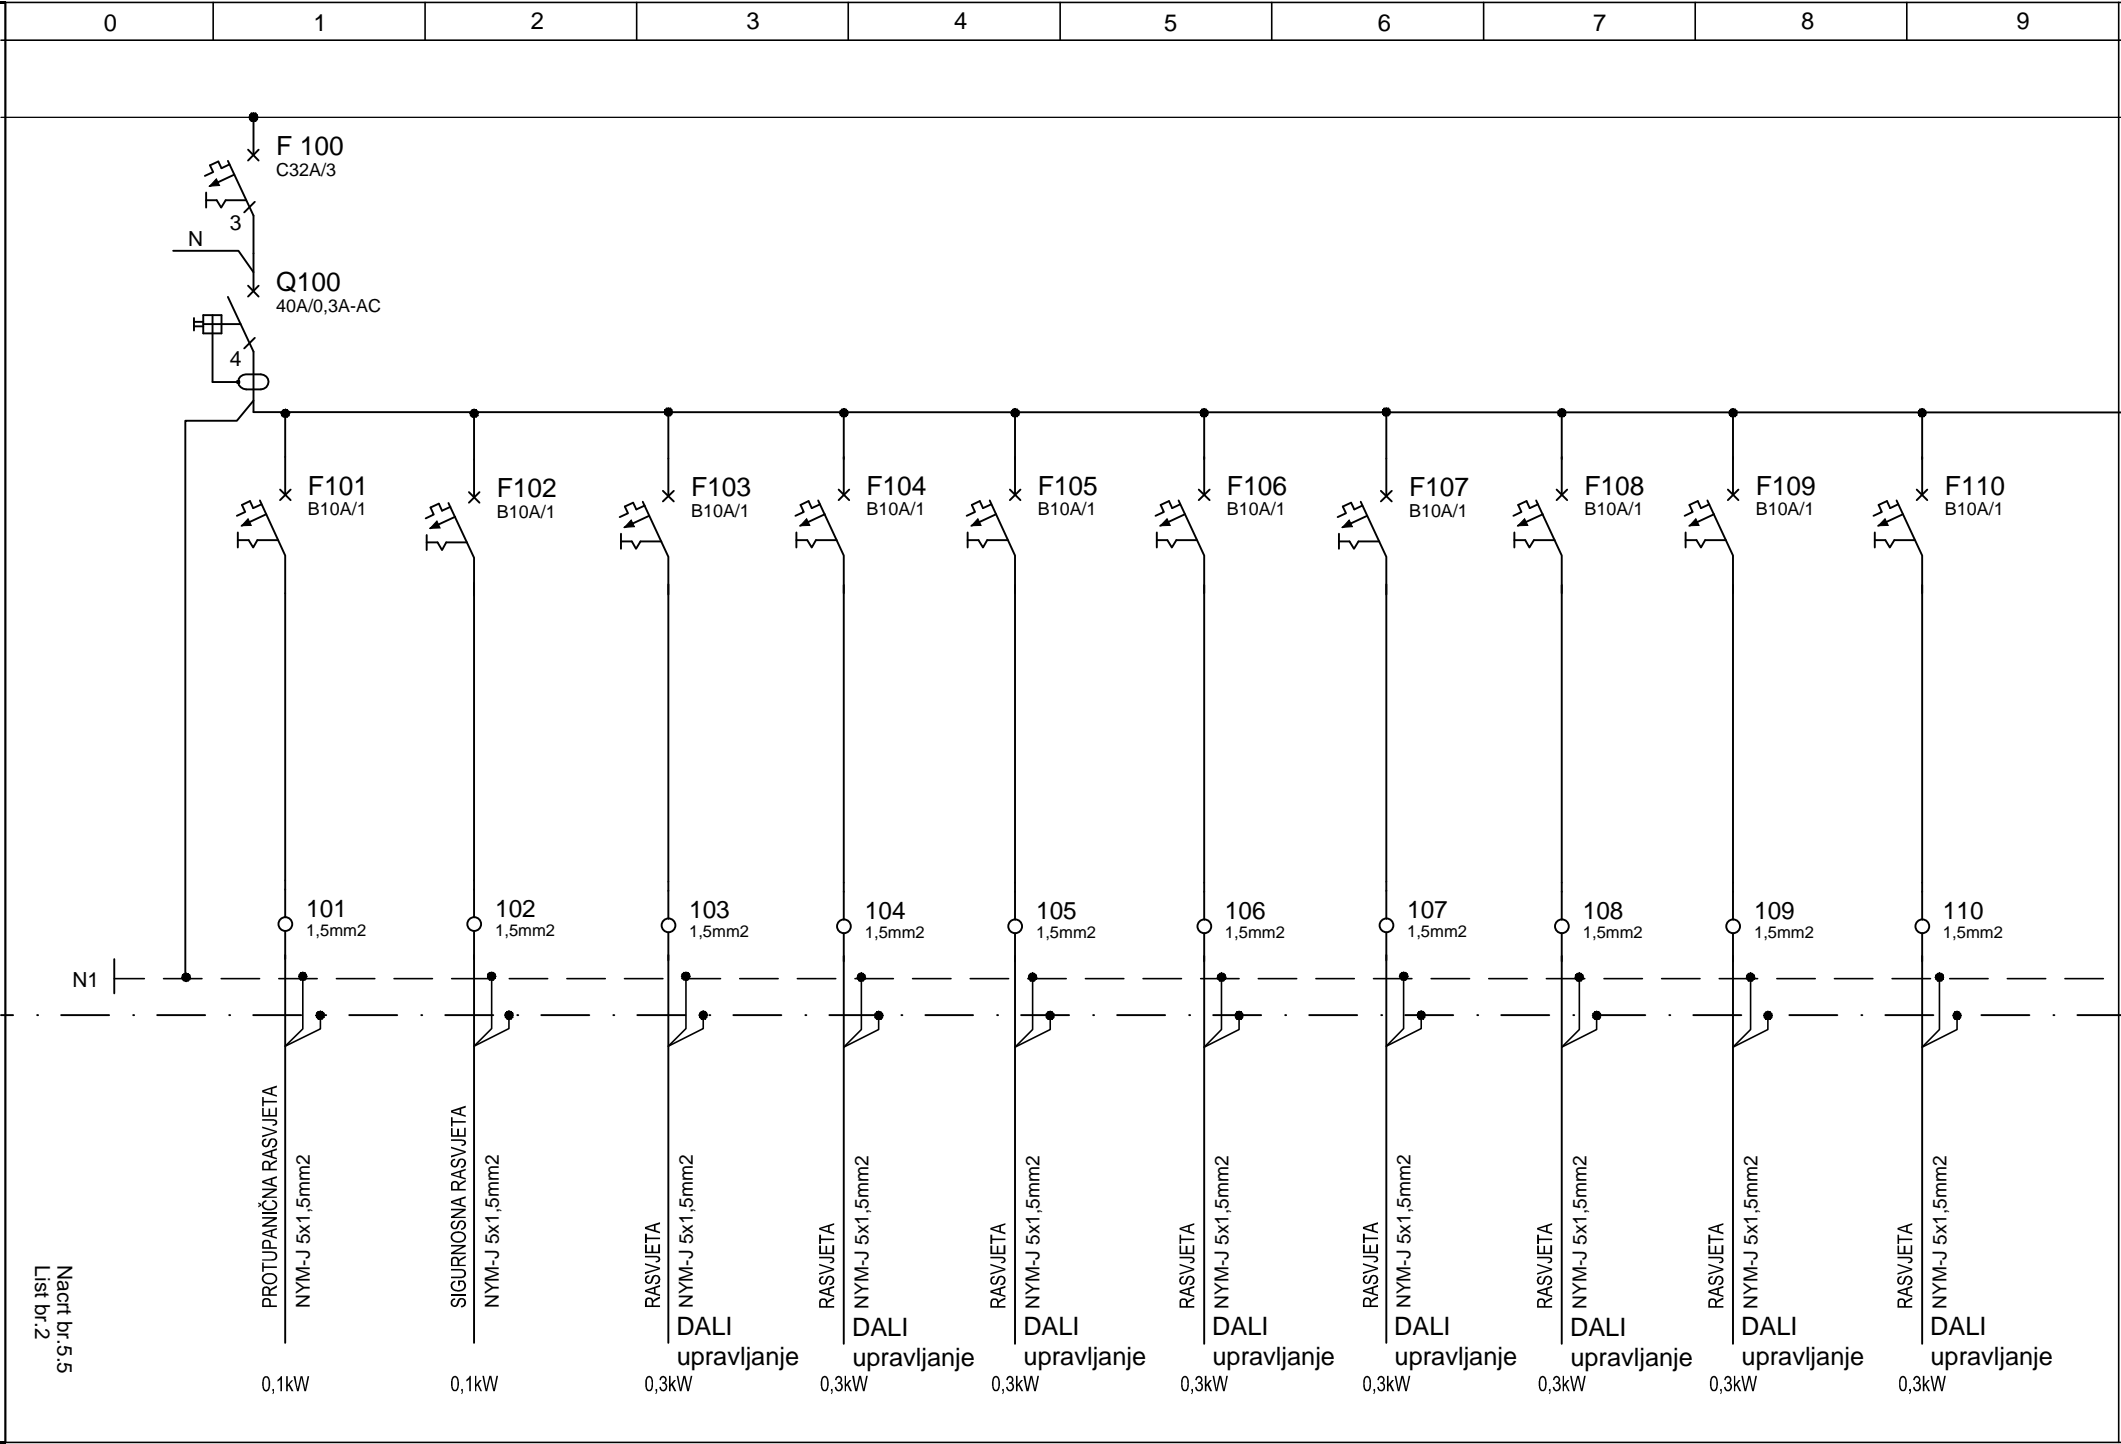 0 1 2 3 4 5 6 7 8 9
F 100
C32A/3
3
N
Q100
40A/0,3A-AC
4
F101 F102 F103 F104 F105 F106 F107 F108 F109 F110
B10A/1 B10A/1 B10A/1 B10A/1 B10A/1 B10A/1 B10A/1 B10A/1 B10A/1 B10A/1
101 102 103 104 105 106 107 108 109 110
1,5mm2 1,5mm2 1,5mm2 1,5mm2 1,5mm2 1,5mm2 1,5mm2 1,5mm2 1,5mm2 1,5mm2
N1
PROTUPANIČNA RASVJETA
NYM-J 5x1,5mm2
SIGURNOSNA RASVJETA
NYM-J 5x1,5mm2
RASVJETA
NYM-J 5x1,5mm2
RASVJETA
NYM-J 5x1,5mm2
RASVJETA
NYM-J 5x1,5mm2
RASVJETA
NYM-J 5x1,5mm2
RASVJETA
NYM-J 5x1,5mm2
RASVJETA
NYM-J 5x1,5mm2
RASVJETA
NYM-J 5x1,5mm2
RASVJETA
NYM-J 5x1,5mm2
DALI DALI DALI DALI DALI DALI DALI DALI
upravljanje upravljanje upravljanje upravljanje upravljanje upravljanje upravljanje upravljanje
0,1kW 0,1kW 0,3kW 0,3kW 0,3kW 0,3kW 0,3kW 0,3kW 0,3kW 0,3kW
Nacrt br.5.5
List br.2